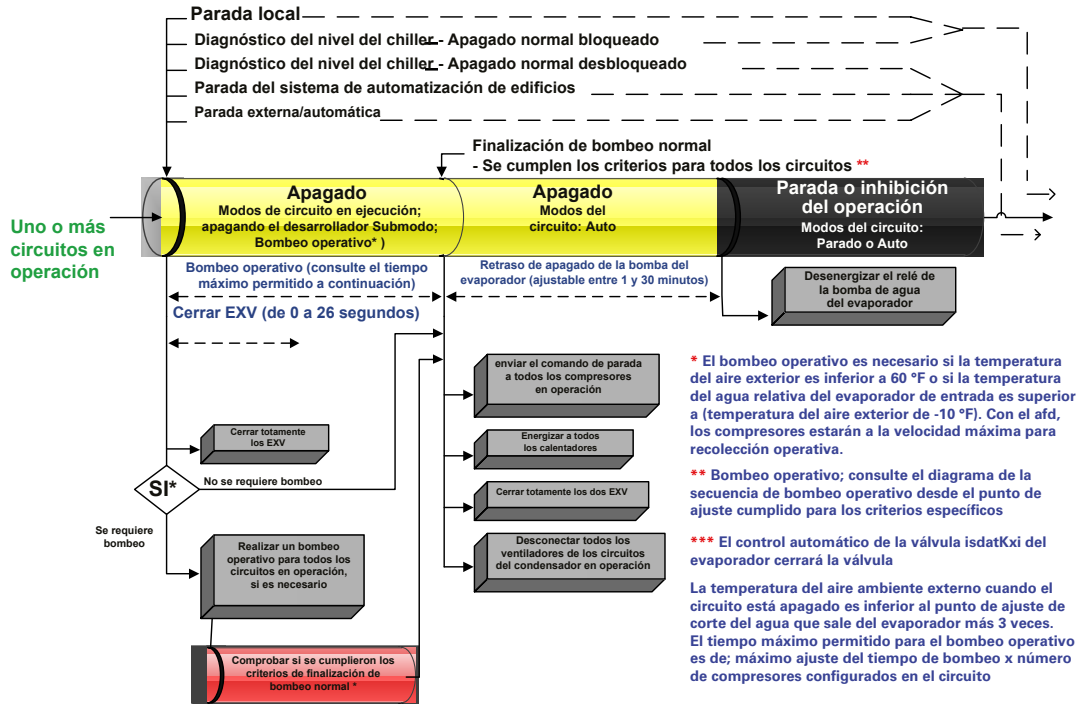 Parada local
Diagnóstico del nivel del chiller - Apagado normal bloqueado
Diagnóstico del nivel del chiller - Apagado normal desbloqueado
Parada del sistema de automatización de edificios
Parada externa/automática
Finalización de bombeo normal
- Se cumplen los criterios para todos los circuitos **
Uno o más
circuitos en
operación
Apagado
Modos de circuito en ejecución;
apagando el desarrollador Submodo;
Bombeo operativo* )
Apagado
Modos del
circuito: Auto
Parada o inhibición
del operación
Modos del circuito:
Parado o Auto
Bombeo operativo (consulte el tiempo
máximo permitido a continuación)
Retraso de apagado de la bomba del
evaporador (ajustable entre 1 y 30 minutos)
Desenergizar el relé de
la bomba de agua
del evaporador
Cerrar EXV (de 0 a 26 segundos)
enviar el comando de parada
a todos los compresores
en operación
Cerrar totamente
los EXV
Energizar a todos
los calentadores
SI*
No se requiere bombeo
Cerrar totamente los dos EXV
Se requiere
bombeo
Realizar un bombeo
operativo para todos los
circuitos en operación,
si es necesario
Desconectar todos los
ventiladores de los circuitos
del condensador en operación
Comprobar si se cumplieron los
criterios de finalización de
bombeo normal *
* El bombeo operativo es necesario si la temperatura
del aire exterior es inferior a 60 °F o si la temperatura
del agua relativa del evaporador de entrada es superior
a (temperatura del aire exterior de -10 °F). Con el afd,
los compresores estarán a la velocidad máxima para
recolección operativa.
** Bombeo operativo; consulte el diagrama de la
secuencia de bombeo operativo desde el punto de
ajuste cumplido para los criterios específicos
*** El control automático de la válvula isdatKxi del
evaporador cerrará la válvula
La temperatura del aire ambiente externo cuando el
circuito está apagado es inferior al punto de ajuste de
corte del agua que sale del evaporador más 3 veces.
El tiempo máximo permitido para el bombeo operativo
es de; máximo ajuste del tiempo de bombeo x número
de compresores configurados en el circuito